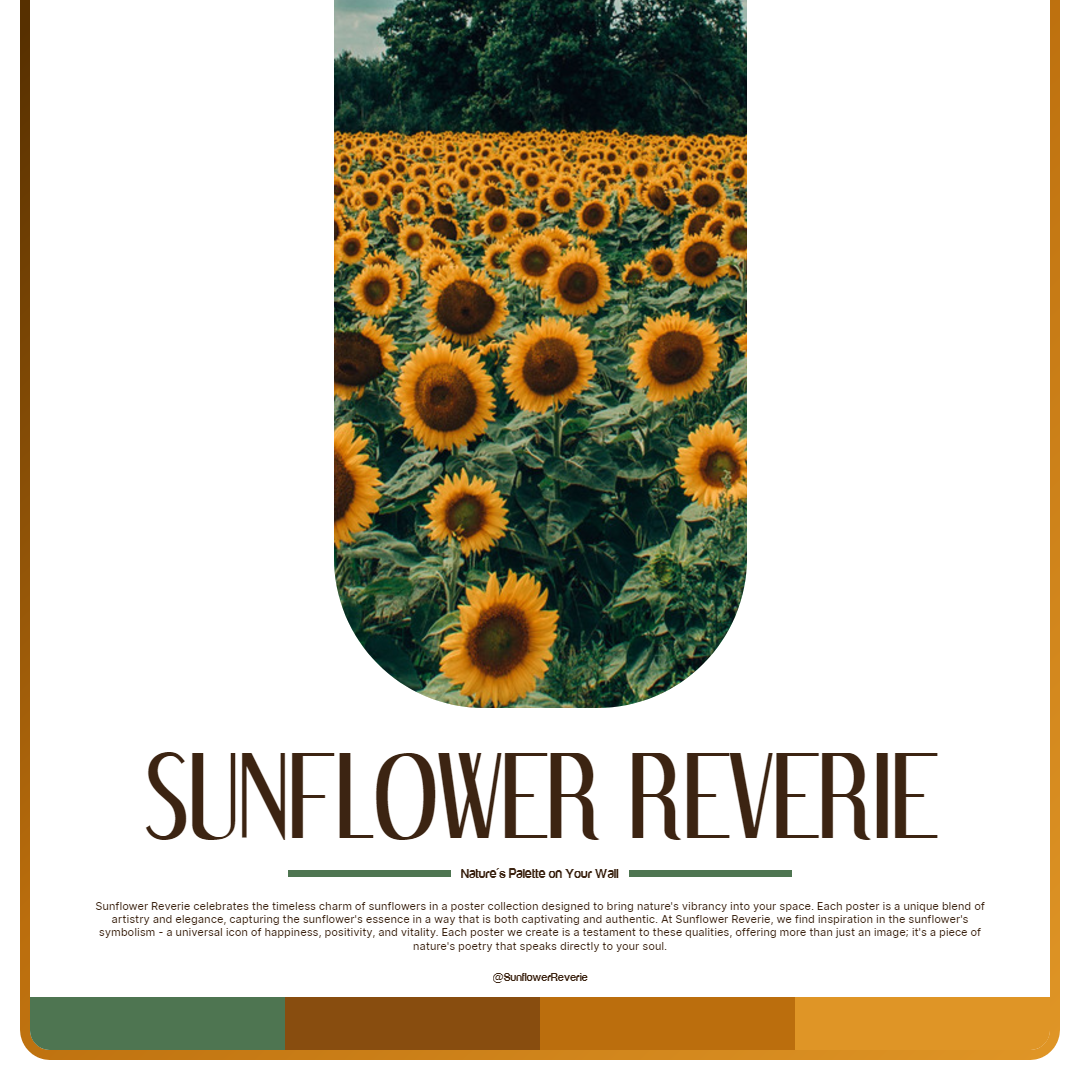 SUNFLOWER REVERIE
Nature´s Palette on Your Wall
Sunflower Reverie celebrates the timeless charm of sunflowers in a poster collection designed to bring nature's vibrancy into your space. Each poster is a unique blend of
artistry and elegance, capturing the sunflower's essence in a way that is both captivating and authentic. At Sunflower Reverie, we find inspiration in the sunflower's
symbolism - a universal icon of happiness, positivity, and vitality. Each poster we create is a testament to these qualities, offering more than just an image; it's a piece of
nature's poetry that speaks directly to your soul.
@SunflowerReverie